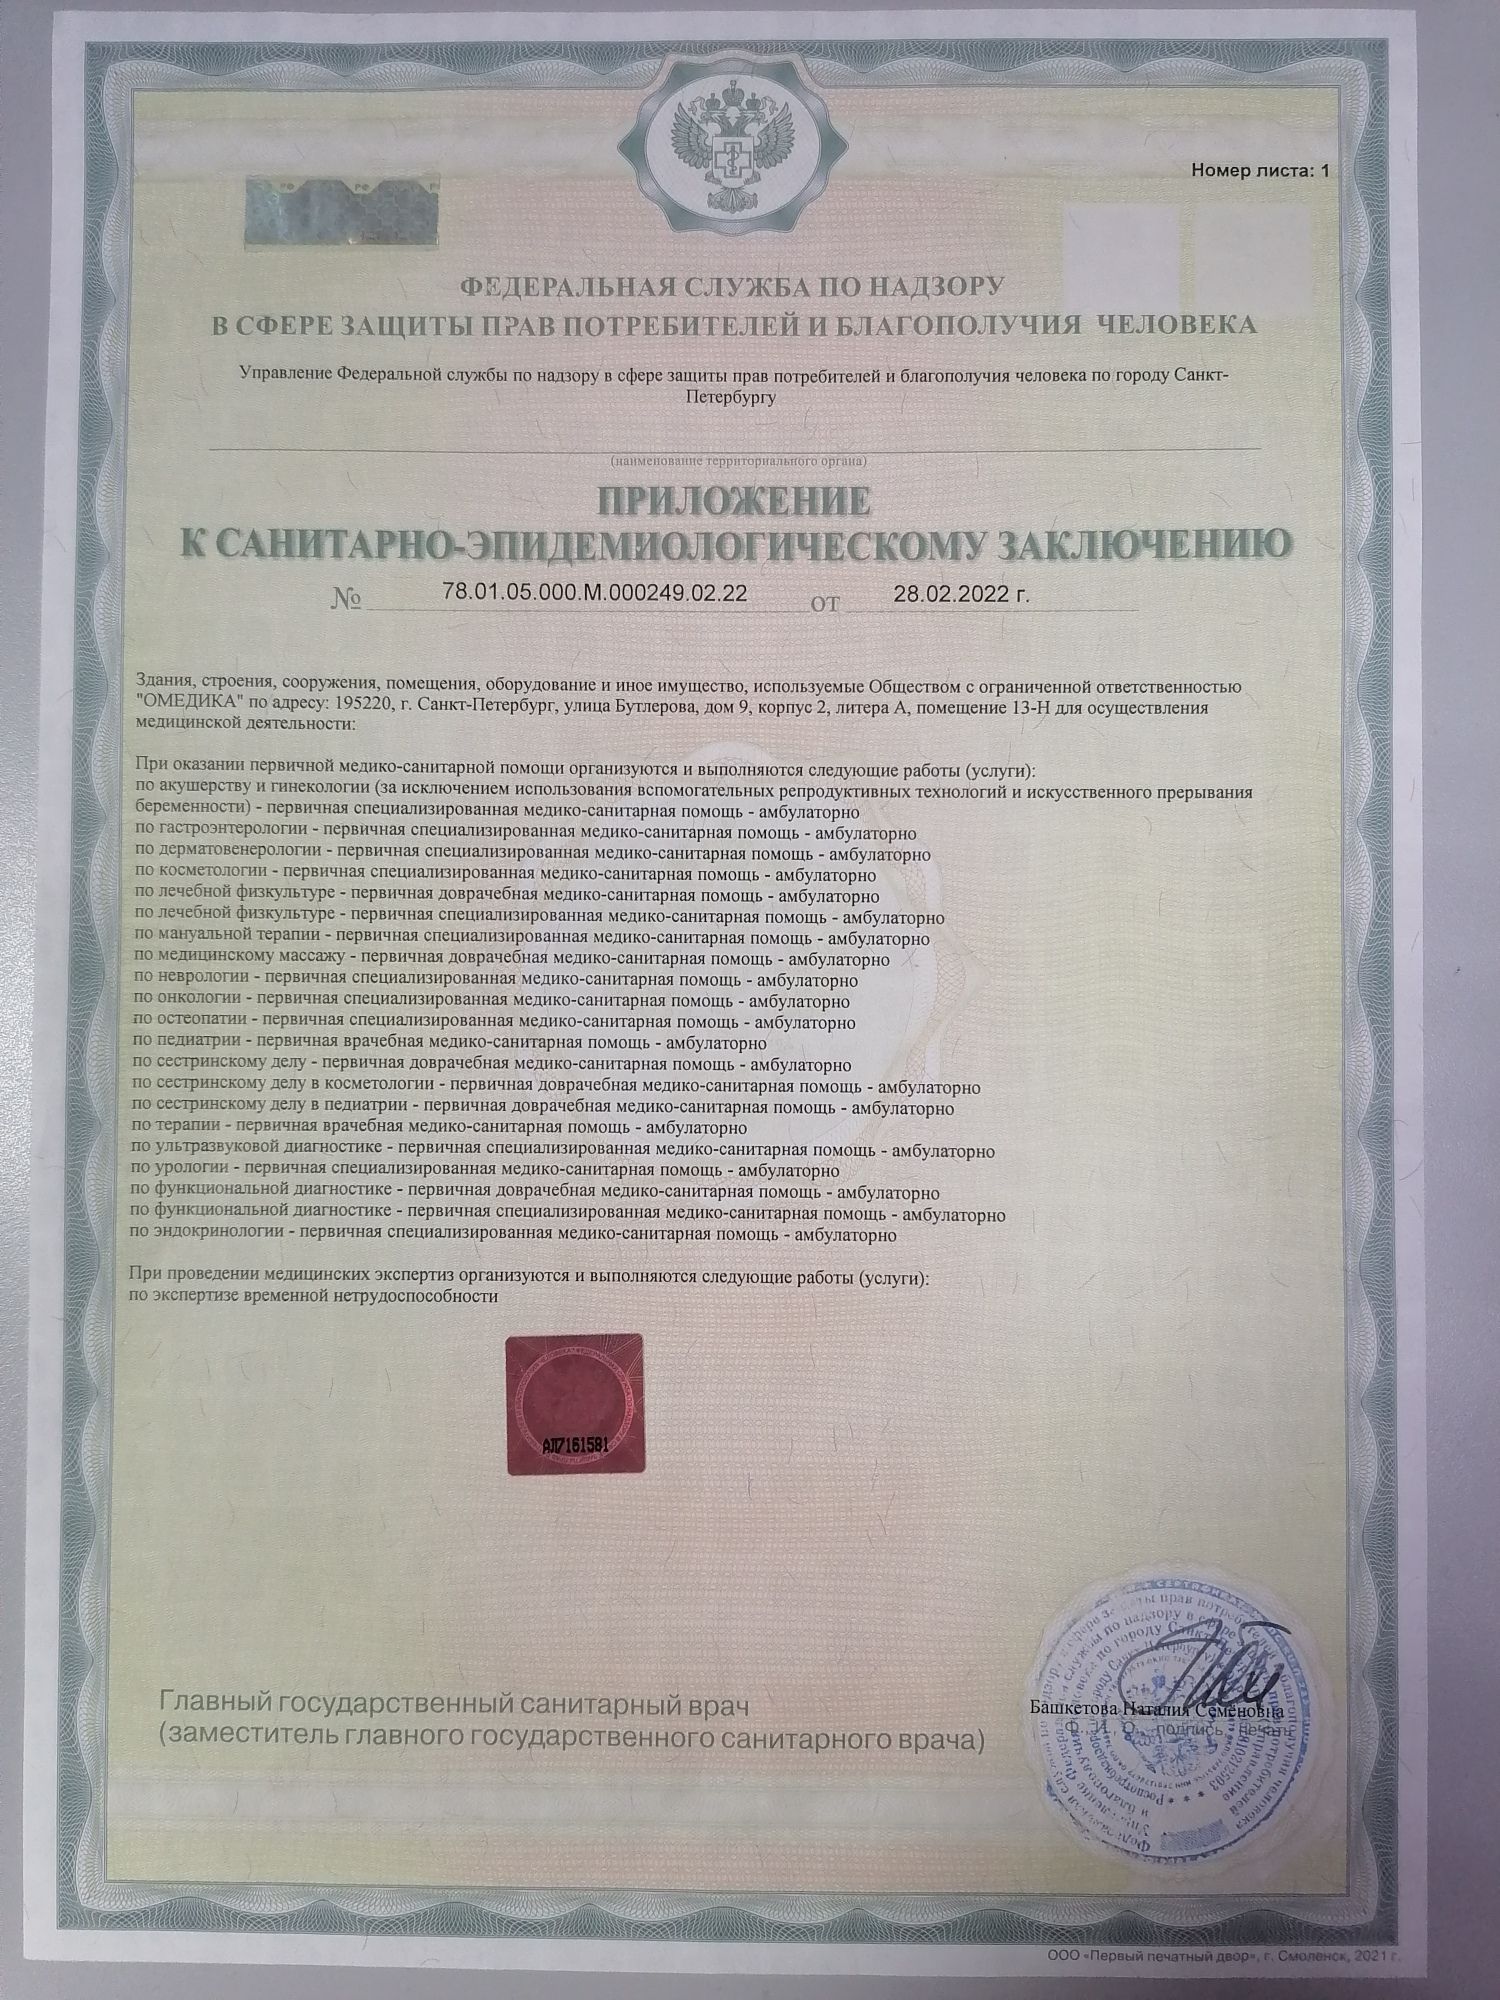 Номер листа: 1
ФЕДЕРАЛЬНАЯ СЛУЖБА ПО НАДЗОРУ
В СФЕРЕ ЗАЩИТЫ ПРАВ ПОТРЕБИТЕЛЕЙ И БЛАГОПОЛУЧИЯ ЧЕЛОВЕКА
Управление Федеральной службы по надзору в сфере защиты прав потребителей и благополучия человека по городу Санкт-
Петербургу
(наименование территориального органа)
ПРИЛОЖЕНИЕ
К САНИТАРНО-ЭПИДЕМИОЛОГИЧЕСКОМУ ЗАКЛЮЧЕНИЮ
№ 78.01.05.000.М.000249.02.22 от 28.02.2022 г.
Здания, строения, сооружения, помещения, оборудование и иное имущество, используемые Обществом с ограниченной ответственностью
"ОМЕДИКА" по адресу: 195220, г. Санкт-Петербург, улица Бутлерова, дом 9, корпус 2, литера А, помещение 13-Н для осуществления
медицинской деятельности:
При оказании первичной медико-санитарной помощи организуются и выполняются следующие работы (услуги):
по акушерству и гинекологии (за исключением использования вспомогательных репродуктивных технологий и искусственного прерывания
беременности) - первичная специализированная медико-санитарная помощь - амбулаторно
по гастроэнтерологии - первичная специализированная медико-санитарная помощь - амбулаторно
по дерматовенерологии - первичная специализированная медико-санитарная помощь - амбулаторно
по косметологии - первичная специализированная медико-санитарная помощь - амбулаторно
по лечебной физкультуре - первичная доврачебная медико-санитарная помощь - амбулаторно
по лечебной физкультуре - первичная специализированная медико-санитарная помощь - амбулаторно
по мануальной терапии - первичная специализированная медико-санитарная помощь - амбулаторно
по медицинскому массажу - первичная доврачебная медико-санитарная помощь - амбулаторно
по неврологии - первичная специализированная медико-санитарная помощь - амбулаторно
по онкологии - первичная специализированная медико-санитарная помощь - амбулаторно
по остеопатии - первичная специализированная медико-санитарная помощь - амбулаторно
по педиатрии - первичная врачебная медико-санитарная помощь - амбулаторно
по сестринскому делу - первичная доврачебная медико-санитарная помощь - амбулаторно
по сестринскому делу в косметологии - первичная доврачебная медико-санитарная помощь - амбулаторно
по сестринскому делу в педиатрии - первичная доврачебная медико-санитарная помощь - амбулаторно
по терапии - первичная врачебная медико-санитарная помощь - амбулаторно
по ультразвуковой диагностике - первичная специализированная медико-санитарная помощь - амбулаторно
по урологии - первичная специализированная медико-санитарная помощь - амбулаторно
по функциональной диагностике - первичная доврачебная медико-санитарная помощь - амбулаторно
по функциональной диагностике - первичная специализированная медико-санитарная помощь - амбулаторно
по эндокринологии - первичная специализированная медико-санитарная помощь - амбулаторно
При проведении медицинских экспертиз организуются и выполняются следующие работы (услуги):
по экспертизе временной нетрудоспособности
АЛ7161581
Главный государственный санитарный врач
(заместитель главного государственного санитарного врача)
Башкетова Наталия Семеновна
Ф. И. О., подпись, печать
ООО «Первый печатный двор», г. Смоленск, 2021 г.